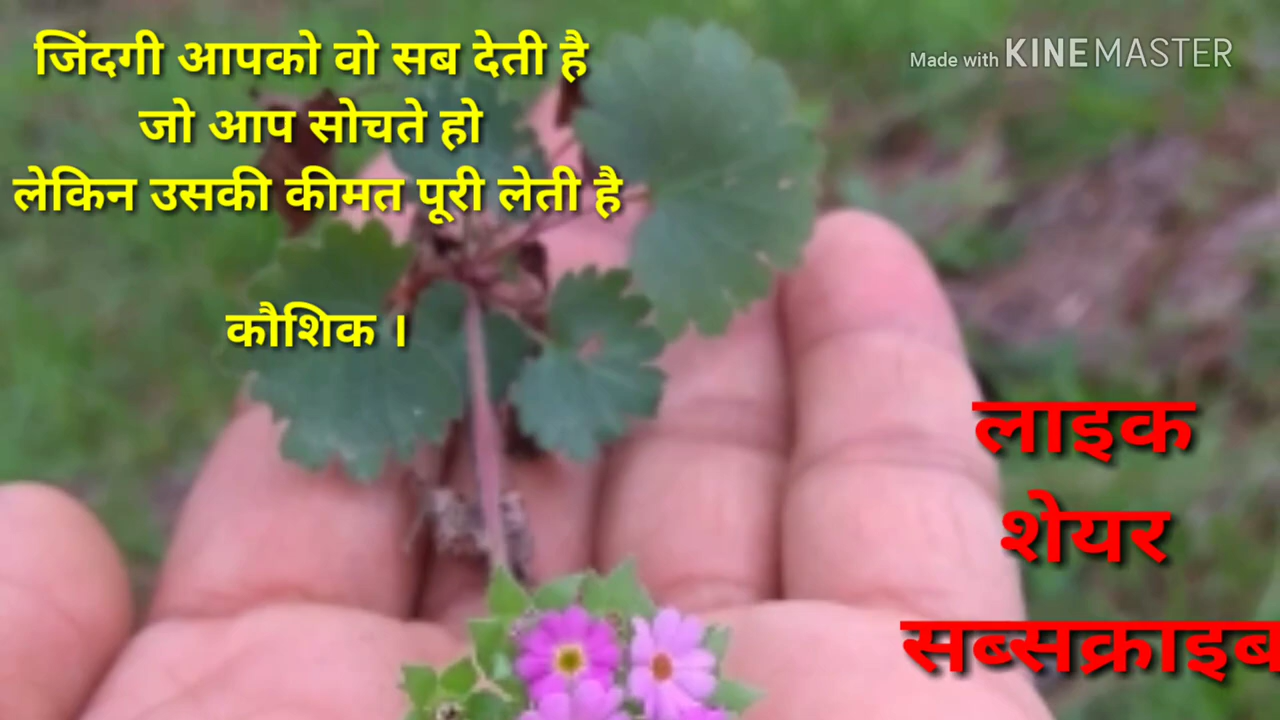 Made with KINEMASTER
जिंदगी आपको वो सब देती है
जो आप सोचते हो
लेकिन उसकी कीमत पूरी लेती है
कौशिक ।
लाइक
शेयर
सब्सक्राइब